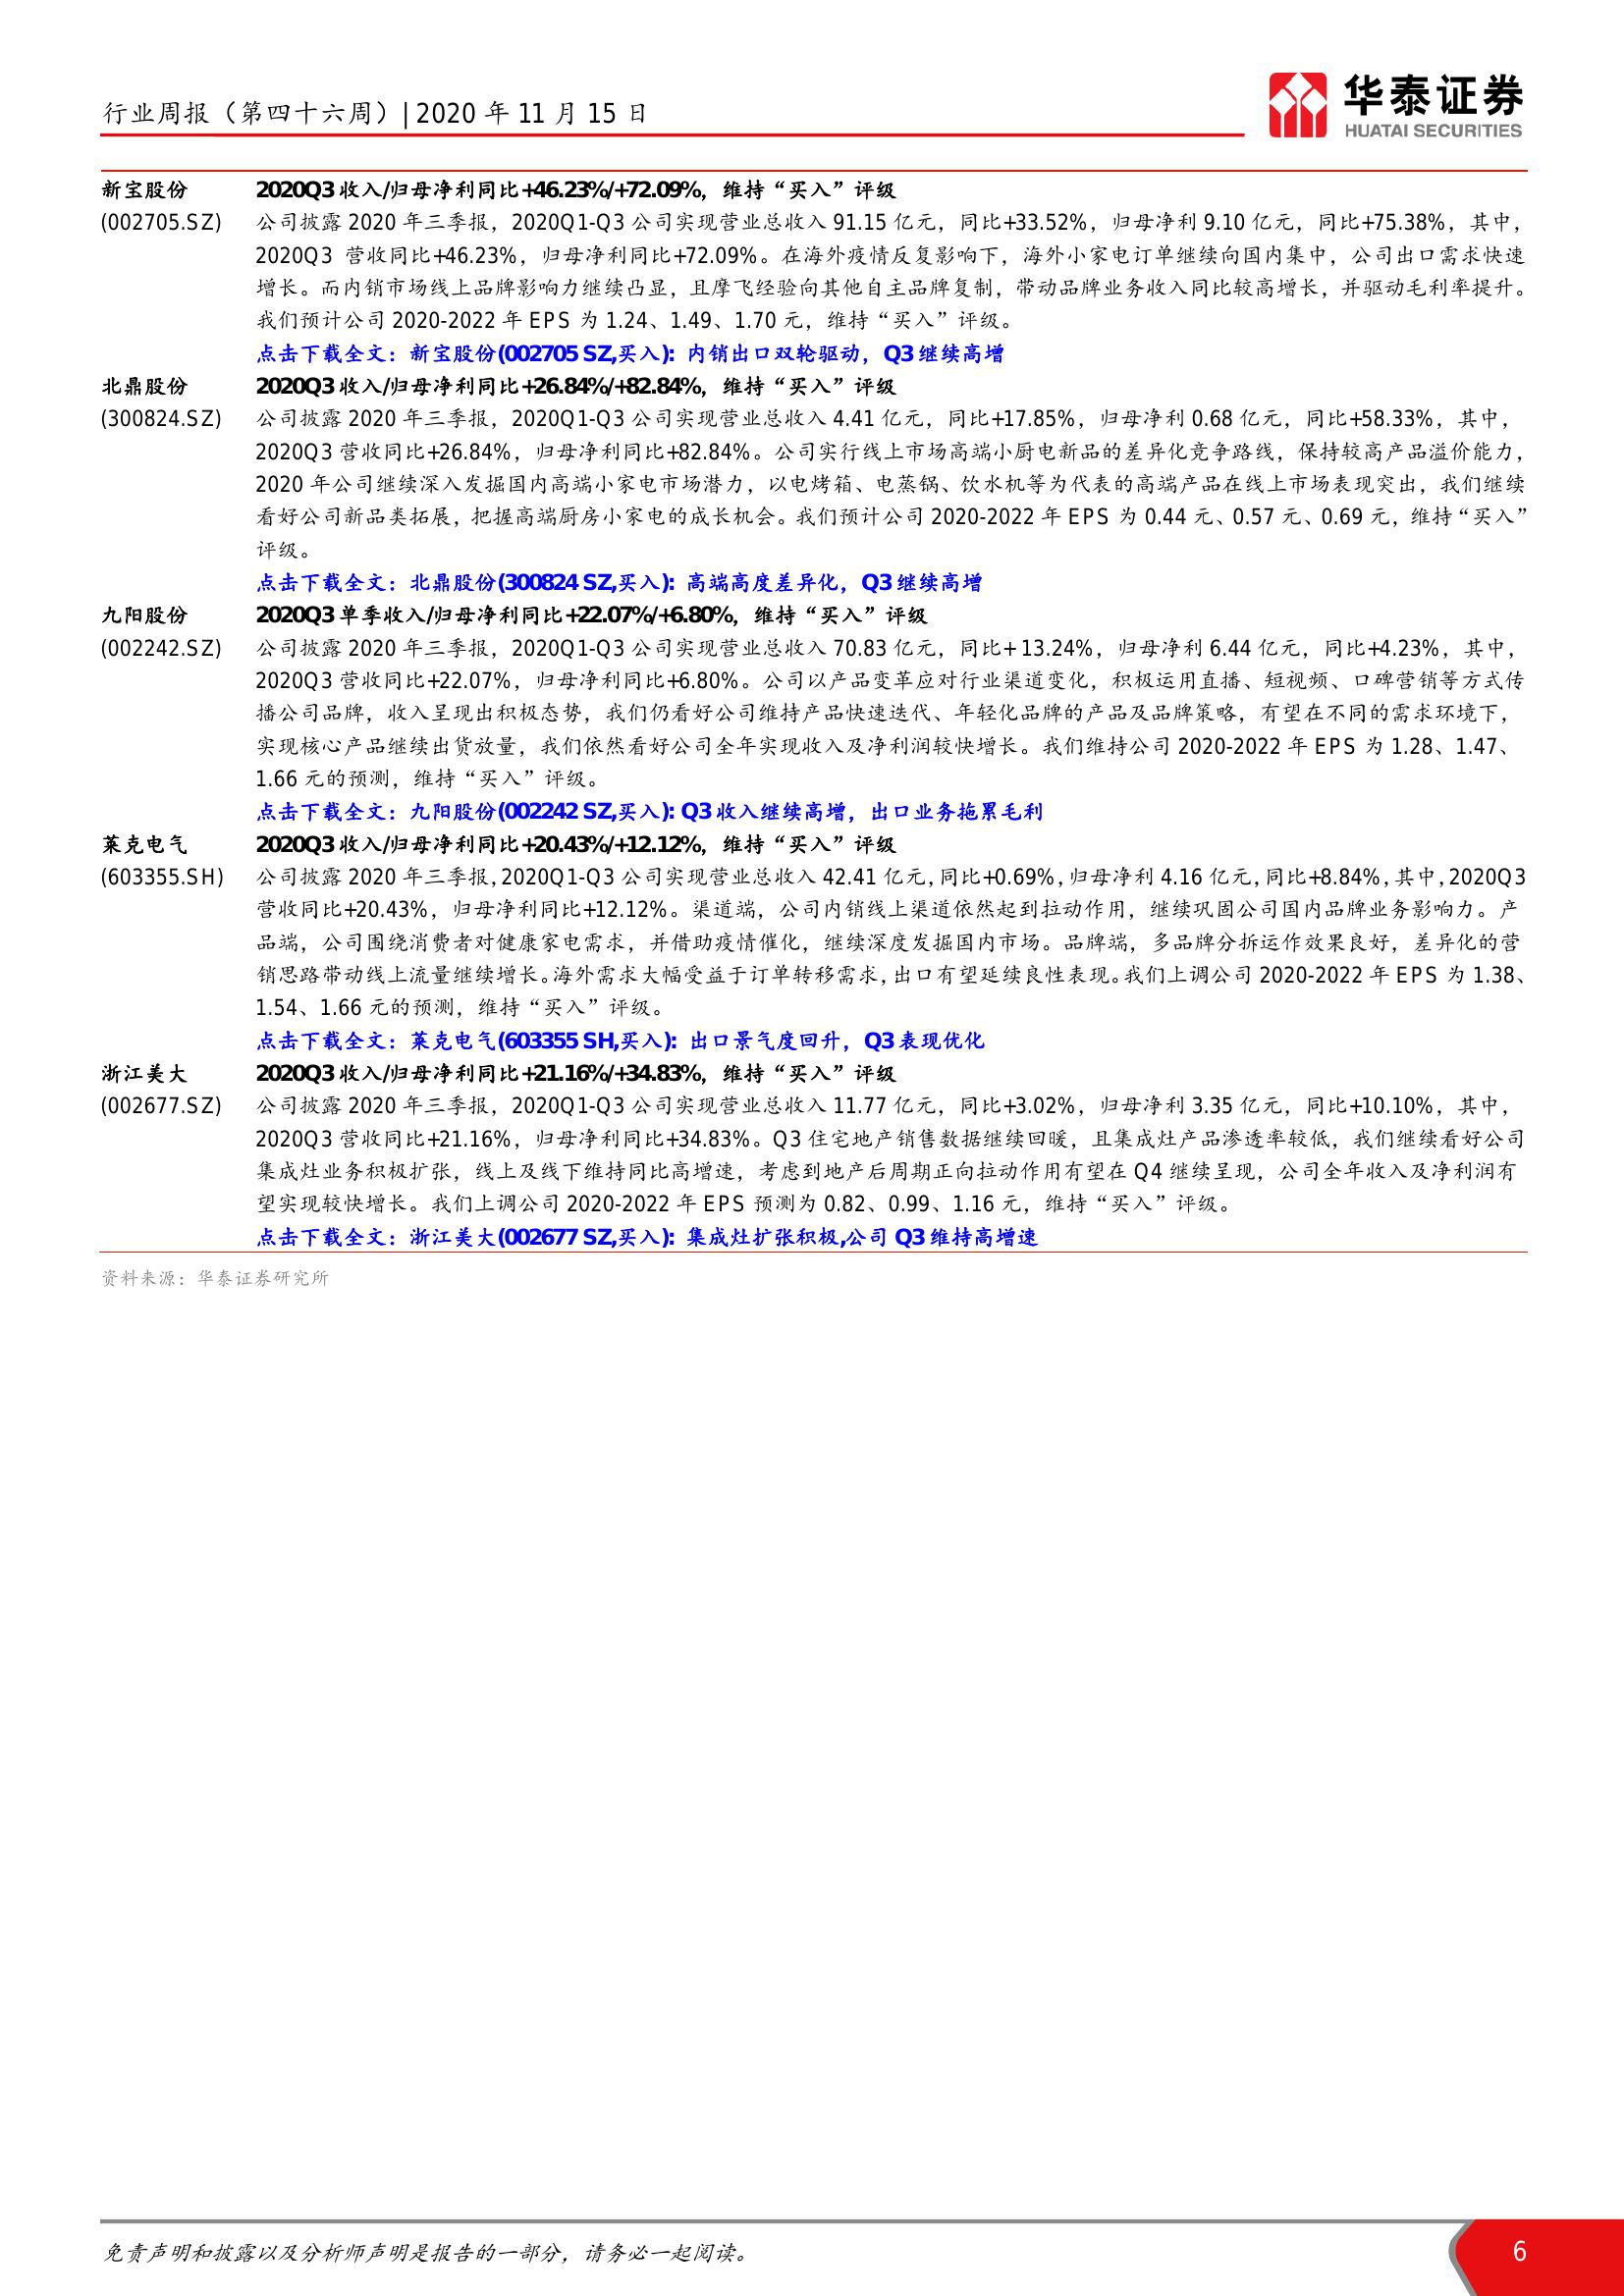 行业周报（第四十六周）| 2020 年 11 月 15 日
华泰证券
HUATAI SECURITIES
新宝股份 2020Q3 收入/归母净利同比+46.23%/+72.09%，维持“买入”评级
(002705.SZ) 公司披露 2020 年三季报，2020Q1-Q3 公司实现营业总收入 91.15 亿元，同比+33.52%，归母净利 9.10 亿元，同比+75.38%，其中，
2020Q3 营收同比+46.23%，归母净利同比+72.09%。在海外疫情反复影响下，海外小家电订单继续向国内集中，公司出口需求快速
增长。而内销市场线上品牌影响力继续凸显，且摩飞经验向其他自主品牌复制，带动品牌业务收入同比较高增长，并驱动毛利率提升。
我们预计公司 2020-2022 年 EPS 为 1.24、1.49、1.70 元，维持“买入”评级。
点击下载全文：新宝股份(002705 SZ,买入): 内销出口双轮驱动，Q3 继续高增
北鼎股份 2020Q3 收入/归母净利同比+26.84%/+82.84%，维持“买入”评级
(300824.SZ) 公司披露 2020 年三季报，2020Q1-Q3 公司实现营业总收入 4.41 亿元，同比+17.85%，归母净利 0.68 亿元，同比+58.33%，其中，
2020Q3 营收同比+26.84%，归母净利同比+82.84%。公司实行线上市场高端小厨电新品的差异化竞争路线，保持较高产品溢价能力，
2020 年公司继续深入发掘国内高端小家电市场潜力，以电烤箱、电蒸锅、饮水机等为代表的高端产品在线上市场表现突出，我们继续
看好公司新品类拓展，把握高端厨房小家电的成长机会。我们预计公司 2020-2022 年 EPS 为 0.44 元、0.57 元、0.69 元，维持“买入”
评级。
点击下载全文：北鼎股份(300824 SZ,买入): 高端高度差异化，Q3 继续高增
九阳股份 2020Q3 单季收入/归母净利同比+22.07%/+6.80%，维持“买入”评级
(002242.SZ) 公司披露 2020 年三季报，2020Q1-Q3 公司实现营业总收入 70.83 亿元，同比+ 13.24%，归母净利 6.44 亿元，同比+4.23%，其中，
2020Q3 营收同比+22.07%，归母净利同比+6.80%。公司以产品变革应对行业渠道变化，积极运用直播、短视频、口碑营销等方式传
播公司品牌，收入呈现出积极态势，我们仍看好公司维持产品快速迭代、年轻化品牌的产品及品牌策略，有望在不同的需求环境下，
实现核心产品继续出货放量，我们依然看好公司全年实现收入及净利润较快增长。我们维持公司 2020-2022 年 EPS 为 1.28、1.47、
1.66 元的预测，维持“买入”评级。
点击下载全文：九阳股份(002242 SZ,买入): Q3 收入继续高增，出口业务拖累毛利
莱克电气 2020Q3 收入/归母净利同比+20.43%/+12.12%，维持“买入”评级
(603355.SH) 公司披露 2020 年三季报，2020Q1-Q3 公司实现营业总收入 42.41 亿元，同比+0.69%，归母净利 4.16 亿元，同比+8.84%，其中，2020Q3
营收同比+20.43%，归母净利同比+12.12%。渠道端，公司内销线上渠道依然起到拉动作用，继续巩固公司国内品牌业务影响力。产
品端，公司围绕消费者对健康家电需求，并借助疫情催化，继续深度发掘国内市场。品牌端，多品牌分拆运作效果良好，差异化的营
销思路带动线上流量继续增长。海外需求大幅受益于订单转移需求，出口有望延续良性表现。我们上调公司 2020-2022 年 EPS 为 1.38、
1.54、1.66 元的预测，维持“买入”评级。
点击下载全文：莱克电气(603355 SH,买入): 出口景气度回升，Q3 表现优化
浙江美大 2020Q3 收入/归母净利同比+21.16%/+34.83%，维持“买入”评级
(002677.SZ) 公司披露 2020 年三季报，2020Q1-Q3 公司实现营业总收入 11.77 亿元，同比+3.02%，归母净利 3.35 亿元，同比+10.10%，其中，
2020Q3 营收同比+21.16%，归母净利同比+34.83%。Q3 住宅地产销售数据继续回暖，且集成灶产品渗透率较低，我们继续看好公司
集成灶业务积极扩张，线上及线下维持同比高增速，考虑到地产后周期正向拉动作用有望在 Q4 继续呈现，公司全年收入及净利润有
望实现较快增长。我们上调公司 2020-2022 年 EPS 预测为 0.82、0.99、1.16 元，维持“买入”评级。
点击下载全文：浙江美大(002677 SZ,买入): 集成灶扩张积极,公司 Q3 维持高增速
资料来源：华泰证券研究所
免责声明和披露以及分析师声明是报告的一部分，请务必一起阅读。
6